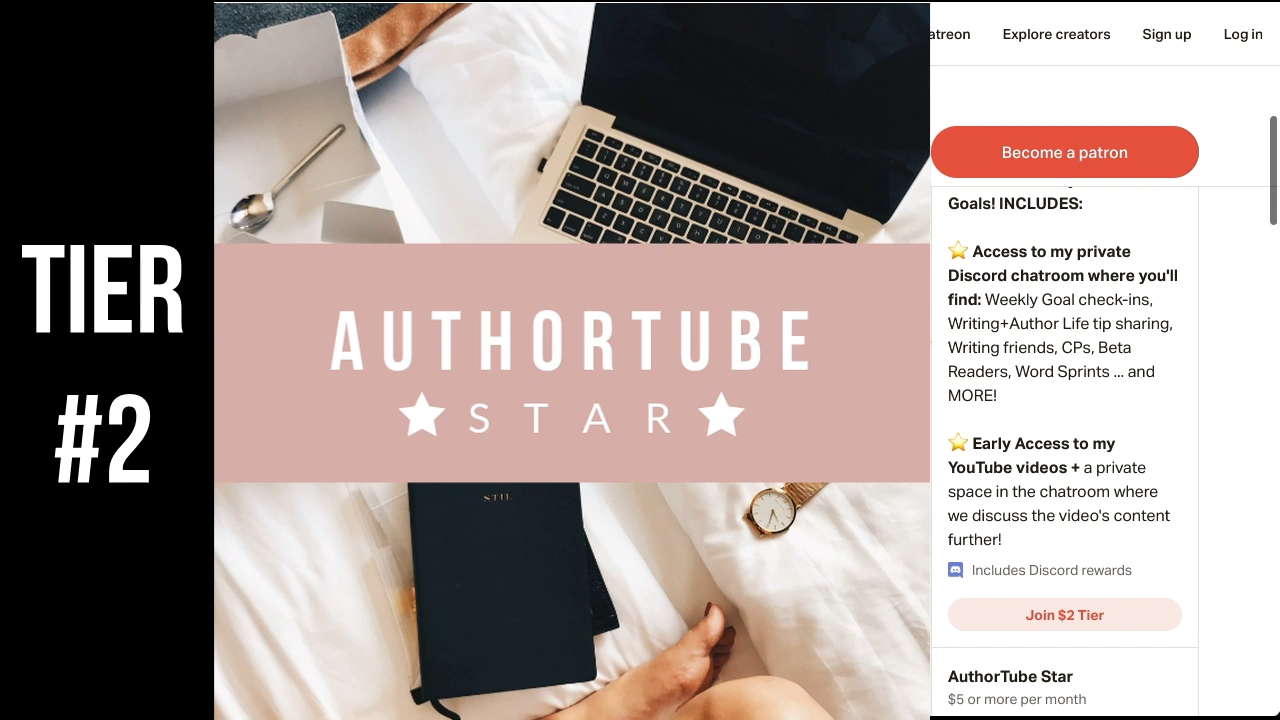 TIER
#2
AUTHORTUBE
STAR
STIL
atreon
Explore creators
Sign up
Log in
Become a patron
Goals! INCLUDES:
⭐ Access to my private
Discord chatroom where you'll
find: Weekly Goal check-ins,
Writing+Author Life tip sharing,
Writing friends, CPs, Beta
Readers, Word Sprints ... and
MORE!
⭐ Early Access to my
YouTube videos + a private
space in the chatroom where
we discuss the video's content
further!
Includes Discord rewards
Join $2 Tier
AuthorTube Star
$5 or more per month